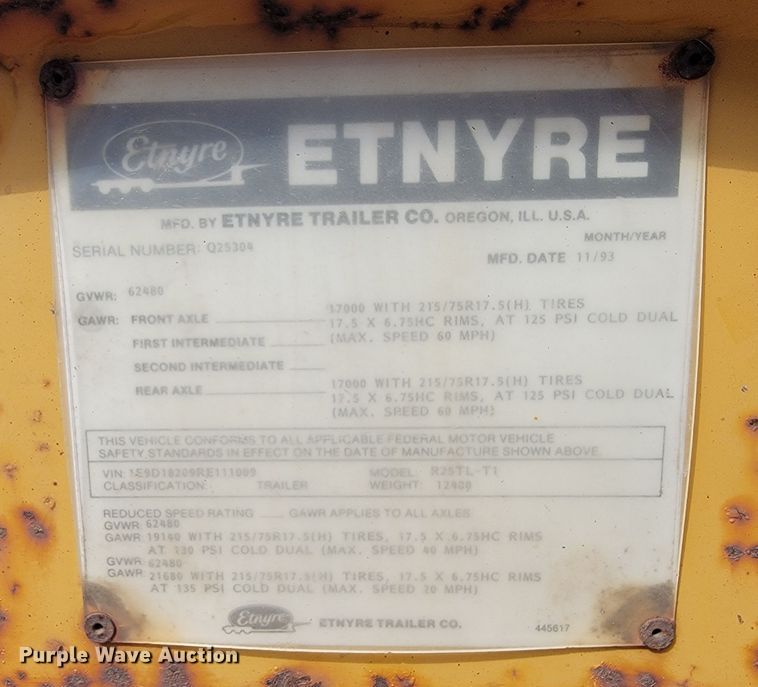 Etnyre ETNYRE
MFD. BY ETNYRE TRAILER CO. OREGON, ILL. U.S.A.
MONTH/YEAR
SERIAL NUMBER: Q25304
MFD. DATE 11/93
GVWR: 62480
17000 WITH 215/75R17.5(H) TIRES
GAWR: FRONT AXLE 17.5 X 6.75HC RIMS, AT 125 PSI COLD DUAL
FIRST INTERMEDIATE (MAX. SPEED 60 MPH)
SECOND INTERMEDIATE
17000 WITH 215/75R17.5(H) TIRES
REAR AXLE 17.5 X 6.75HC RIMS, AT 125 PSI COLD DUAL
(MAX. SPEED 60 MPH)
THIS VEHICLE CONFORMS TO ALL APPLICABLE FEDERAL MOTOR VEHICLE
SAFETY STANDARDS IN EFFECT ON THE DATE OF MANUFACTURE SHOWN ABOVE.
VIN: 1E9D18209RE111009 MODEL: R25TL-T1
CLASSIFICATION: TRAILER WEIGHT: 12480
REDUCED SPEED RATING GAWR APPLIES TO ALL AXLES
GVWR: 62480
GAWR: 19140 WITH 215/75R17.5(H) TIRES, 17.5 X 6.75HC RIMS
AT 130 PSI COLD DUAL (MAX. SPEED 40 MPH)
GVWR: 62480
GAWR: 21680 WITH 215/75R17.5(H) TIRES, 17.5 X 6.75HC RIMS
AT 135 PSI COLD DUAL (MAX. SPEED 20 MPH)
Etnyre ETNYRE TRAILER CO. 445617
Purple Wave Auction